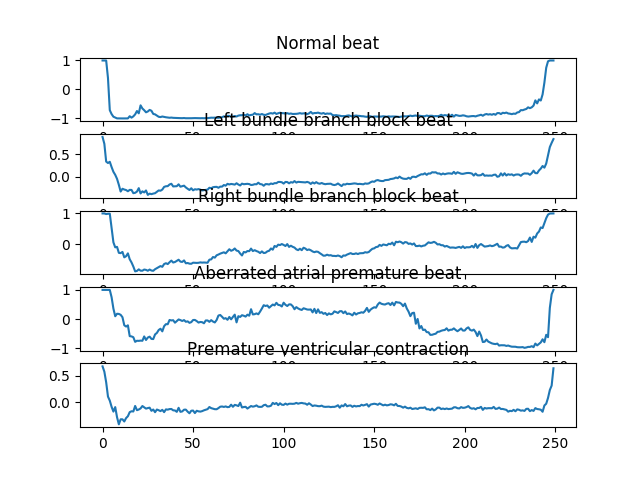 Normal beat
1
0
−1
Left bundle branch block beat
0.5
0.0
Right bundle branch block beat
1
0
Aberrated atrial premature beat
1
0
−1
Premature ventricular contraction
0.5
0.0
0 50 100 150 200 250